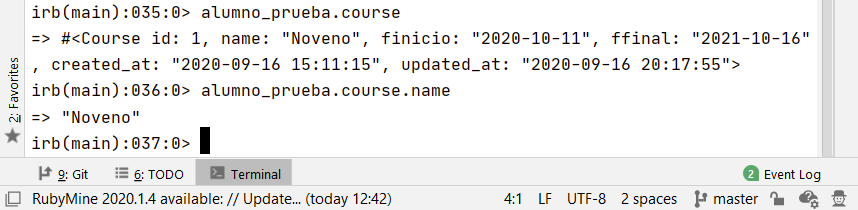 irb(main):035:0> alumno_prueba.course
=> #<Course id: 1, name: "Noveno", finicio: "2020-10-11", ffinal: "2021-10-16"
, created_at: "2020-09-16 15:11:15", updated_at: "2020-09-16 20:17:55">
irb(main):036:0> alumno_prueba.course.name
=> "Noveno"
irb(main):037:0>
2: Favorites
9: Git 6: TODO Terminal 2 Event Log
RubyMine 2020.1.4 available: // Update... (today 12:42) 4:1 LF UTF-8 2 spaces master